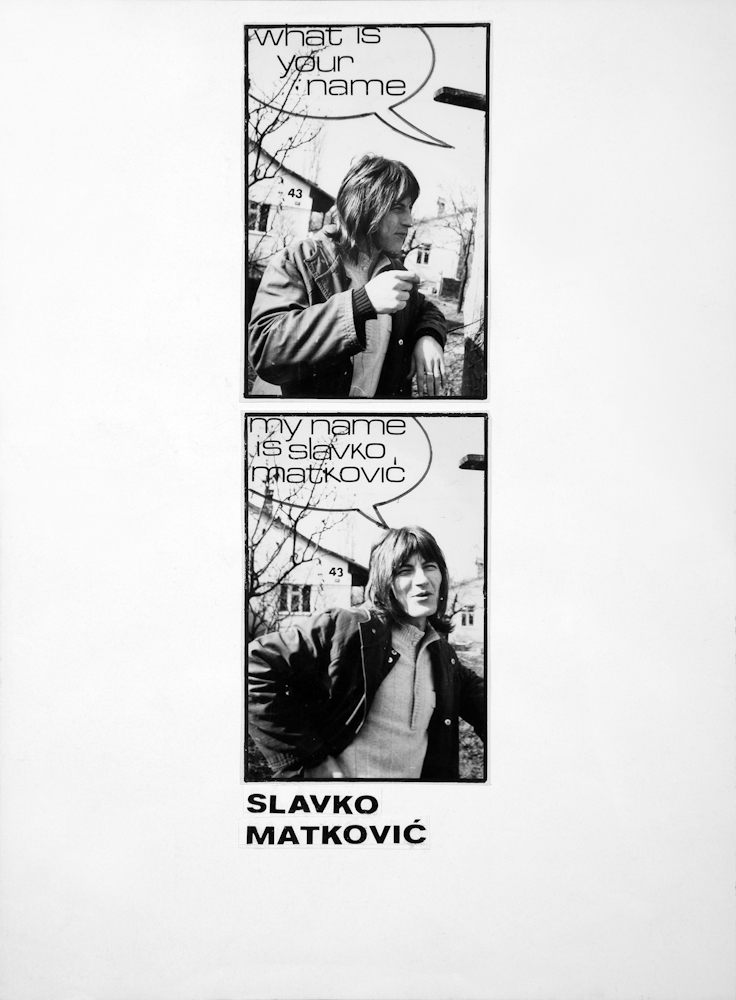 what is
your
name
43
my name
is slavko
matković
43
SLAVKO
MATKOVIĆ